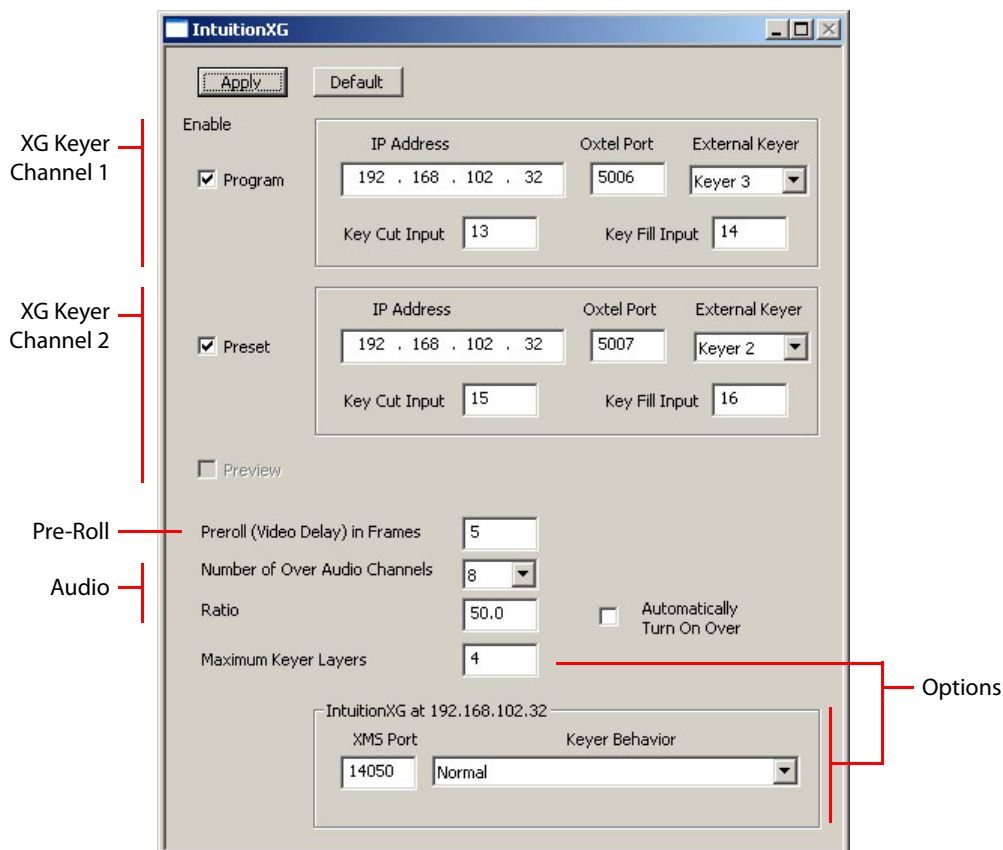 IntuitionXG
Apply Default
Enable
XG Keyer
Channel 1
IP Address Oxtel Port External Keyer
Program 192 . 168 . 102 . 32 5006 Keyer 3
Key Cut Input 13 Key Fill Input 14
XG Keyer
Channel 2
IP Address Oxtel Port External Keyer
Preset 192 . 168 . 102 . 32 5007 Keyer 2
Key Cut Input 15 Key Fill Input 16
Preview
Pre-Roll Preroll (Video Delay) in Frames 5
Audio
Number of Over Audio Channels 8
Ratio 50.0 Automatically
Turn On Over
Maximum Keyer Layers 4
Options
IntuitionXG at 192.168.102.32
XMS Port Keyer Behavior
14050 Normal